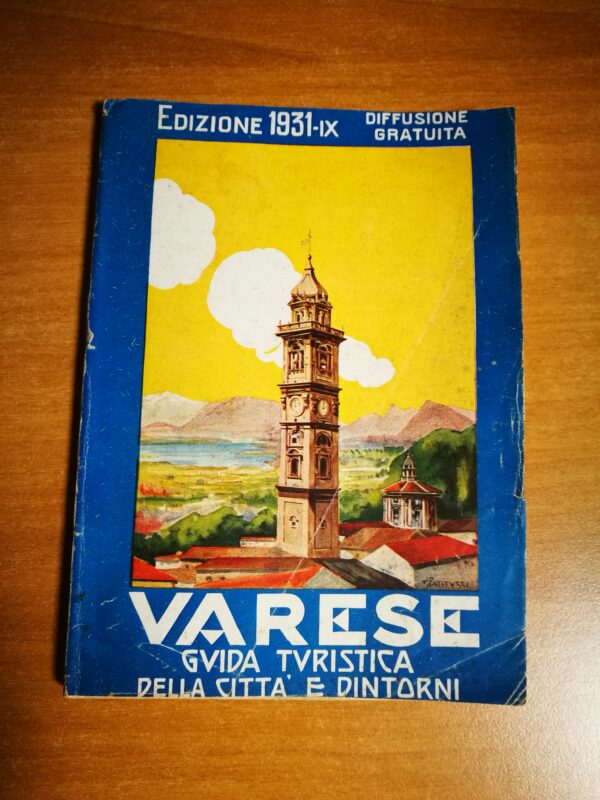 EDIZIONE 1931-IX
DIFFUSIONE
GRATUITA
VARESE
GVIDA TVRISTICA
DELLA CITTA' E DINTORNI